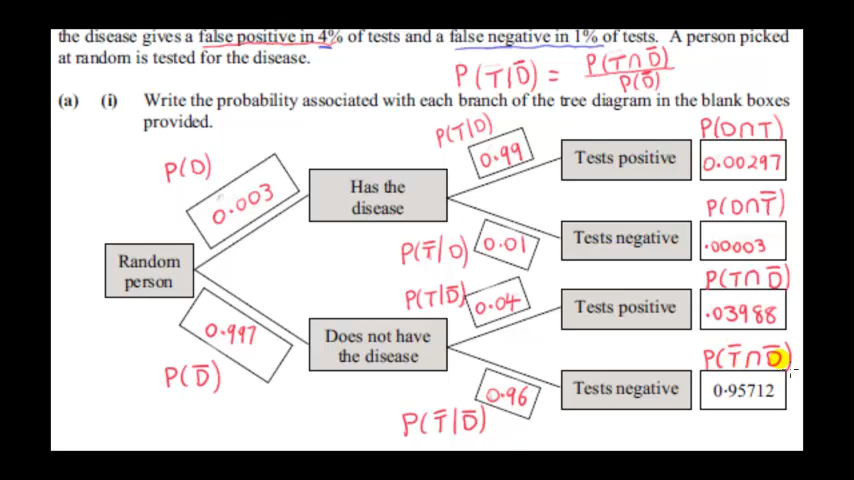 the disease gives a false positive in 4% of tests and a false negative in 1% of tests. A person picked
at random is tested for the disease.
P(T|D̅) = P(T∩D̅)
P(D̅)
(a) (i) Write the probability associated with each branch of the tree diagram in the blank boxes
provided.
P(D)
0.003
P(T|D)
0.99
Has the
disease
Tests positive
P(D∩T)
0.00297
P(T̅/D)
0.01
Tests negative
P(D∩T̅)
.00003
Random
person
P(T|D̅)
0.04
Tests positive
P(T∩D̅)
.03988
0.997
P(D̅)
Does not have
the disease
0.96
P(T̅|D̅)
Tests negative
P(T̅∩D̅)
0·95712